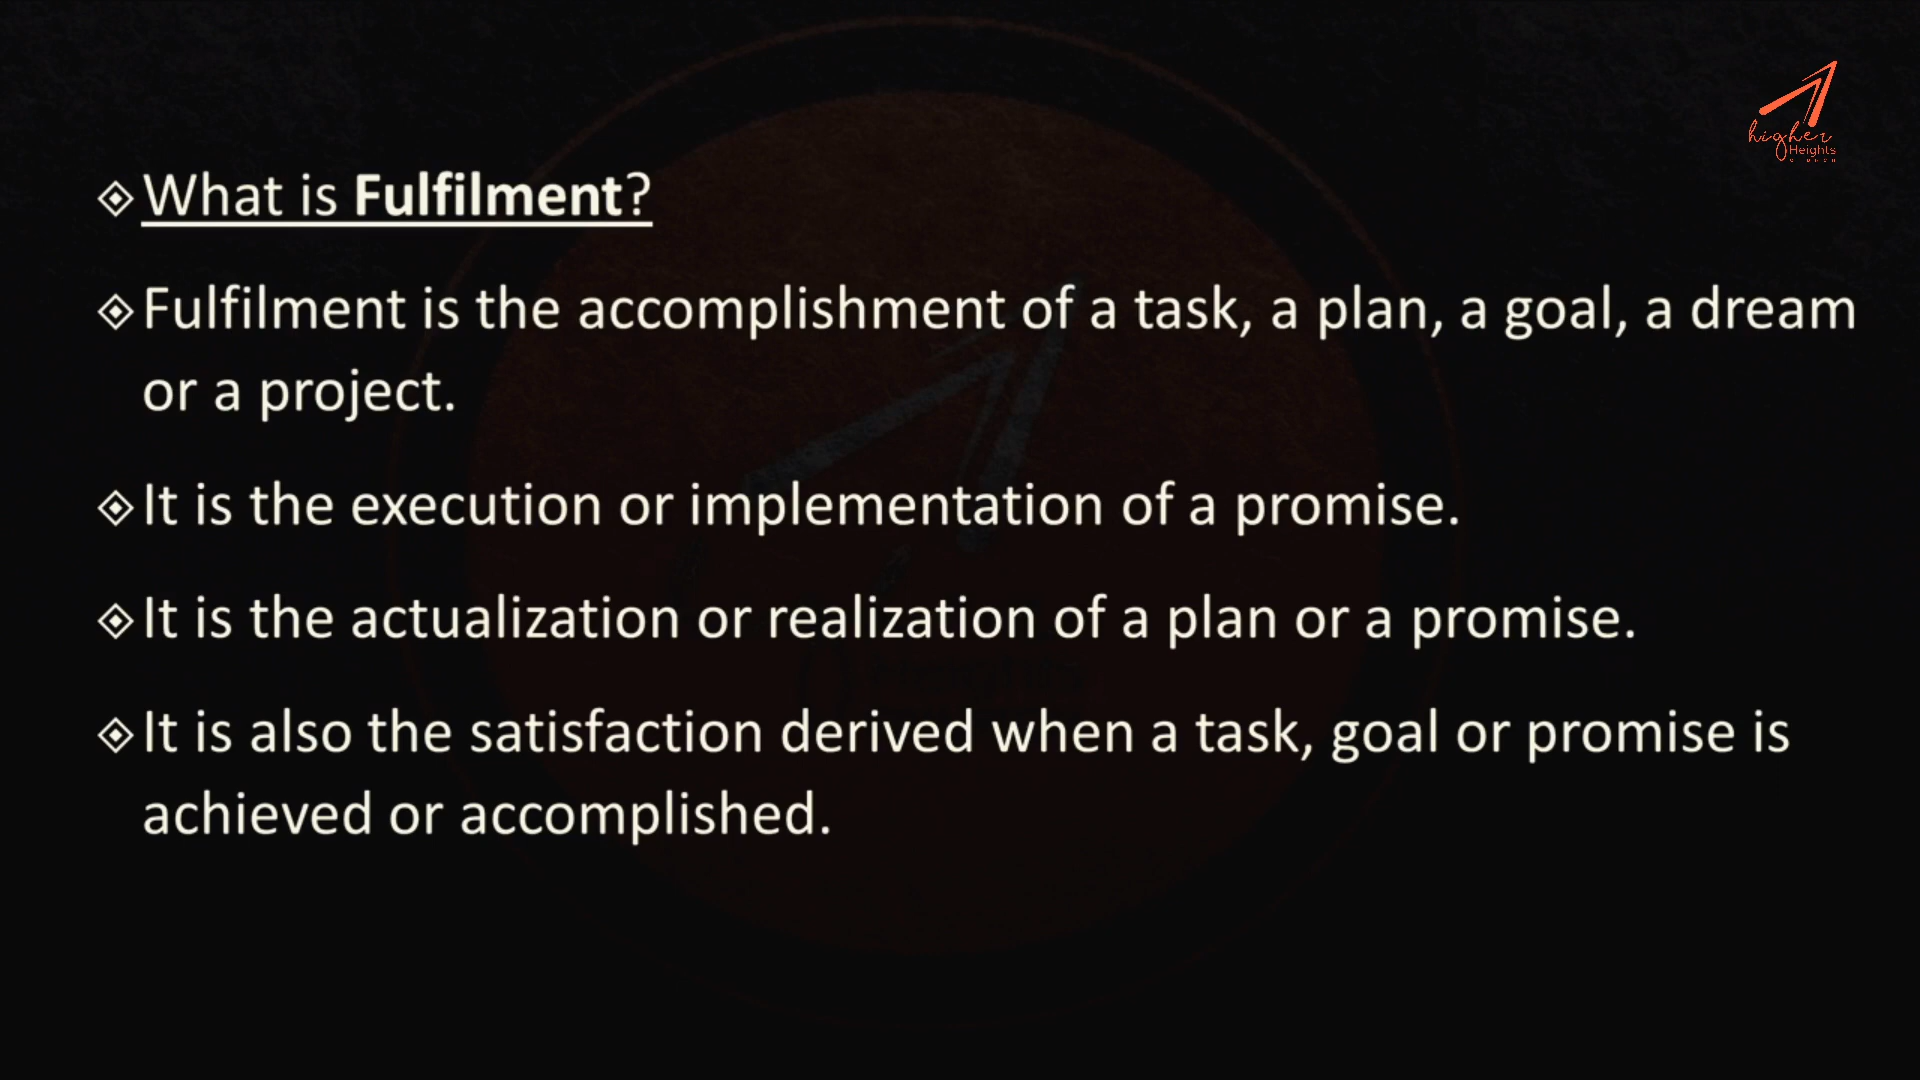 higher
Heights
What is Fulfilment?
Fulfilment is the accomplishment of a task, a plan, a goal, a dream
or a project.
It is the execution or implementation of a promise.
It is the actualization or realization of a plan or a promise.
It is also the satisfaction derived when a task, goal or promise is
achieved or accomplished.